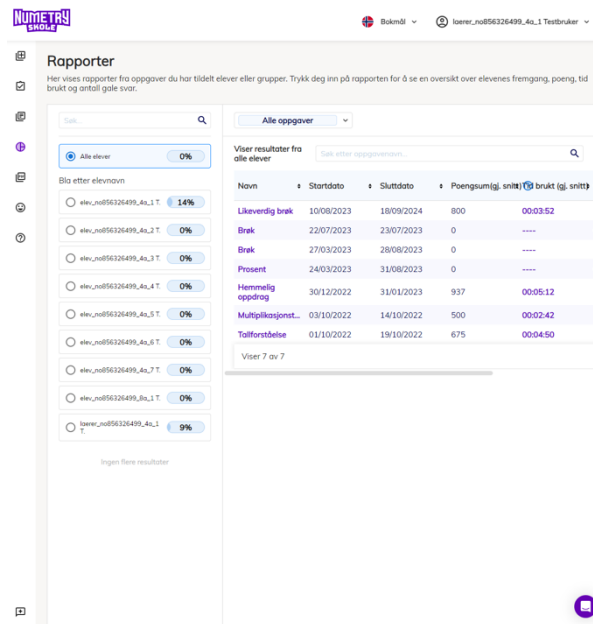 NUMETRY
SKOLE
Bokmål
laerer_no856326499_4a_1 Testbruker
Rapporter
Her vises rapporter fra oppgaver du har tildelt elever eller grupper. Trykk deg inn på rapporten for å se en oversikt over elevenes fremgang, poeng, tid
brukt og antall gale svar.
Søk...
Alle elever 0%
Bla etter elevnavn
elev_no856326499_4a_1 T. 14%
elev_no856326499_4a_2 T. 0%
elev_no856326499_4a_3 T. 0%
elev_no856326499_4a_4 T. 0%
elev_no856326499_4a_5 T. 0%
elev_no856326499_4a_6 T. 0%
elev_no856326499_4a_7 T. 0%
elev_no856326499_8a_1 T. 0%
laerer_no856326499_4a_1
T. 9%
Ingen flere resultater
Alle oppgaver
Viser resultater fra
alle elever
Søk etter oppgavenavn...
Navn Startdato Sluttdato Poengsum(gj. snitt) Tid brukt (gj. snitt)
Likeverdig brøk 10/08/2023 18/09/2024 800 00:03:52
Brøk 22/07/2023 23/07/2023 0 ----
Brøk 27/03/2023 28/08/2023 0 ----
Prosent 24/03/2023 31/08/2023 0 ----
Hemmelig
oppdrag 30/12/2022 31/01/2023 937 00:05:12
Multiplikasjonst... 03/10/2022 14/10/2022 500 00:02:42
Tallforståelse 01/10/2022 19/10/2022 675 00:04:50
Viser 7 av 7